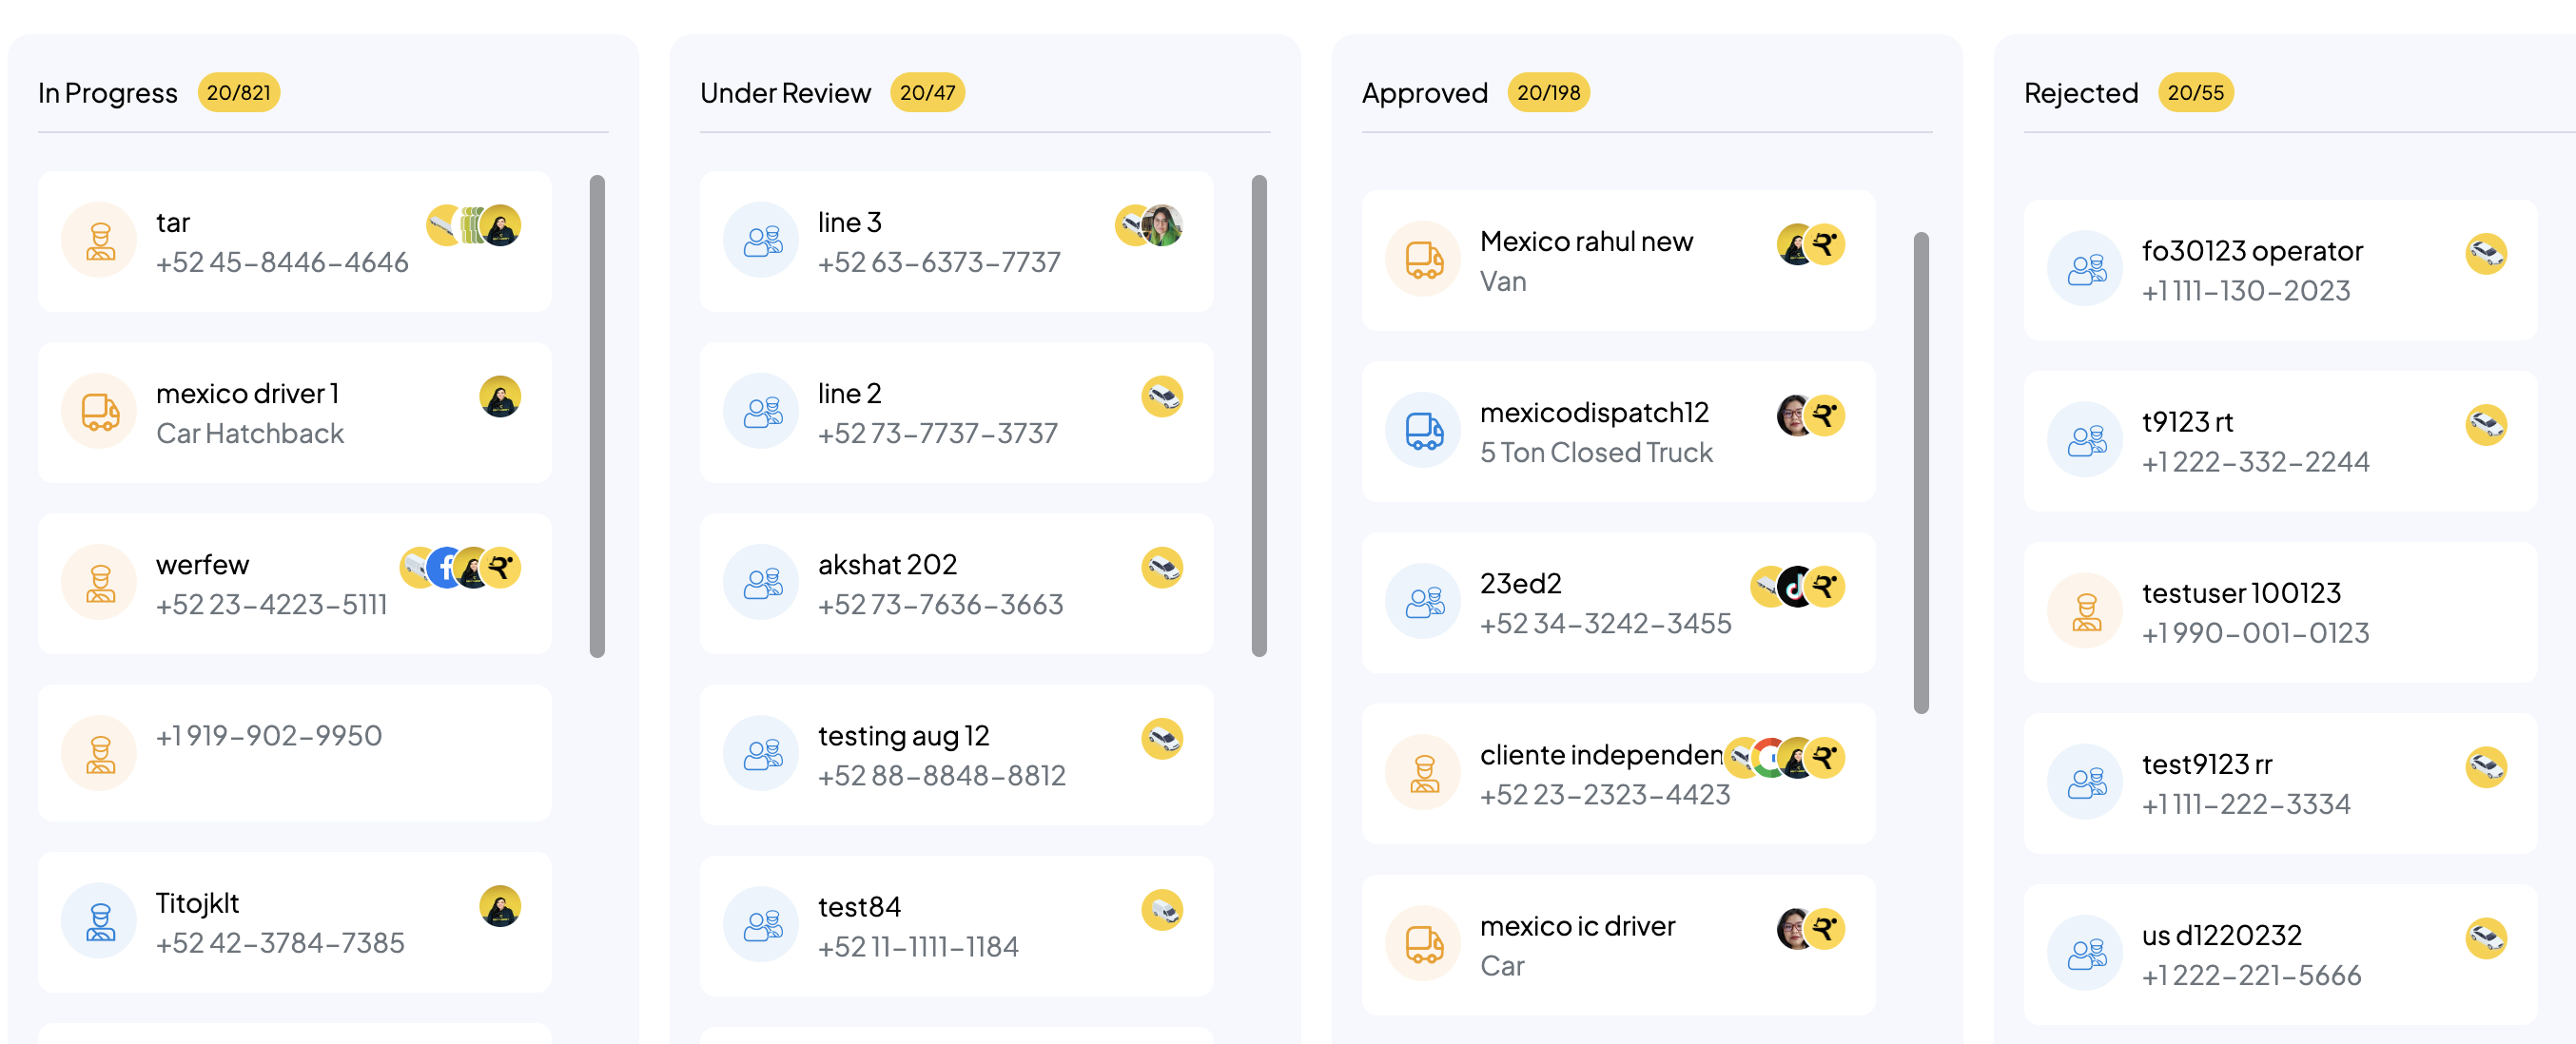 In Progress 20/821
tar
+52 45-8446-4646
mexico driver 1
Car Hatchback
werfew
+52 23-4223-5111
+1 919-902-9950
Titojklt
+52 42-3784-7385
Under Review 20/47
line 3
+52 63-6373-7737
line 2
+52 73-7737-3737
akshat 202
+52 73-7636-3663
testing aug 12
+52 88-8848-8812
test84
+52 11-1111-1184
Approved 20/198
Mexico rahul new
Van
mexicodispatch12
5 Ton Closed Truck
23ed2
+52 34-3242-3455
cliente independen
+52 23-2323-4423
mexico ic driver
Car
Rejected 20/55
fo30123 operator
+1 111-130-2023
t9123 rt
+1 222-332-2244
testuser 100123
+1 990-001-0123
test9123 rr
+1 111-222-3334
us d1220232
+1 222-221-5666